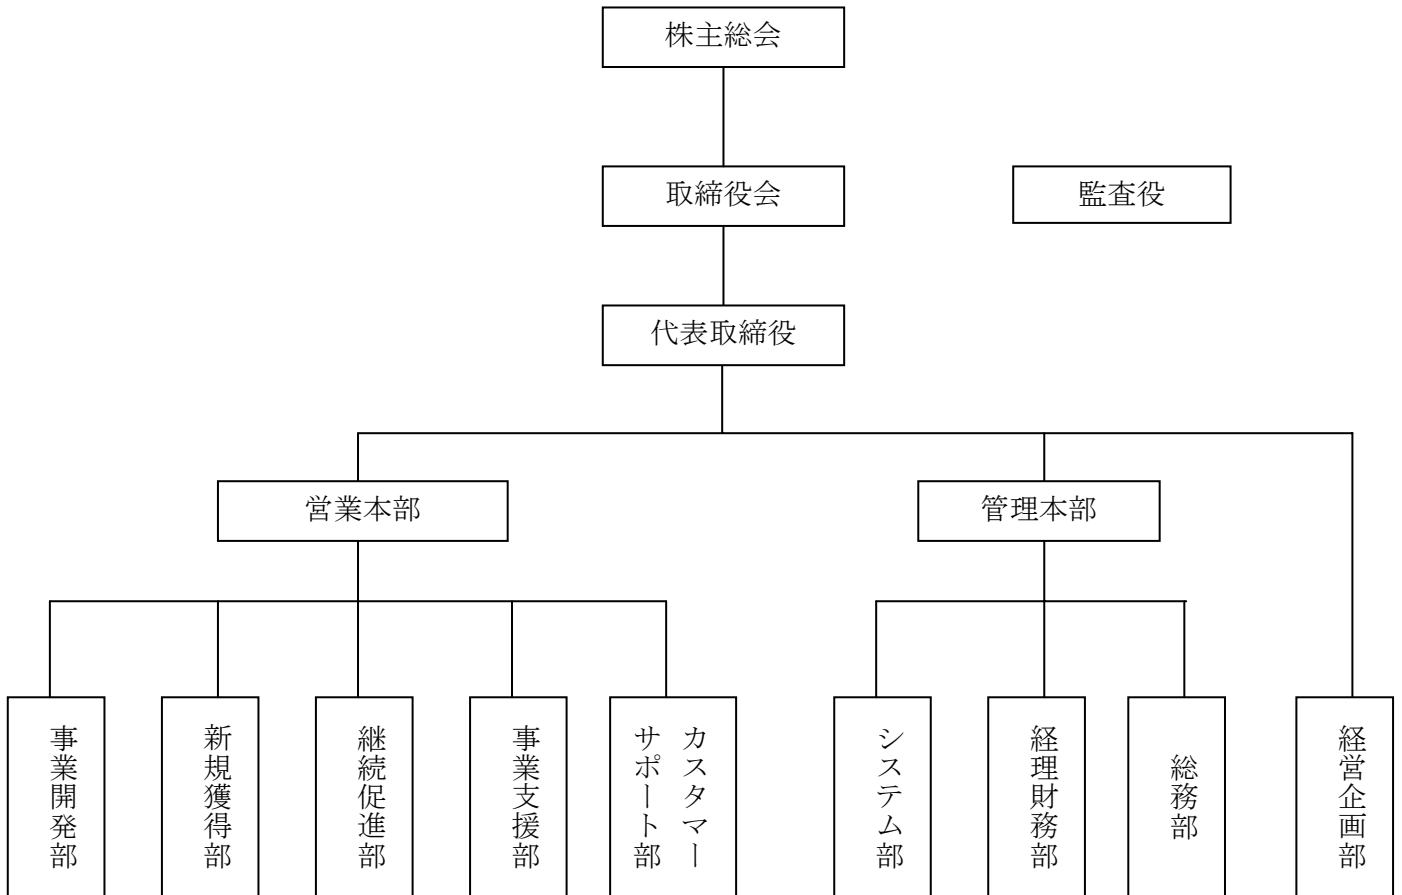 株主総会
取締役会
監査役
代表取締役
営業本部
管理本部
事業開発部
新規獲得部
継続促進部
事業支援部
カスタマー
サポート部
システム部
経理財務部
総務部
経営企画部